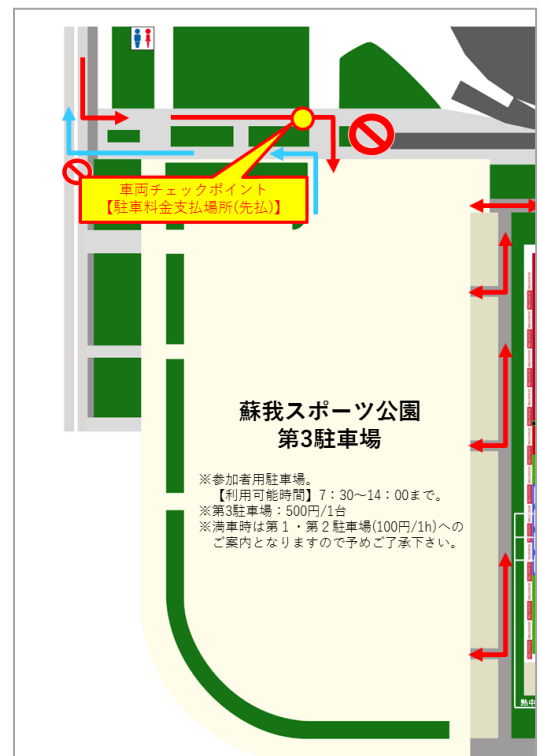 車両チェックポイント
【駐車料金支払場所(先払)】
蘇我スポーツ公園
第3駐車場
※参加者用駐車場。
【利用可能時間】7：30～14：00まで。
※第3駐車場：500円/1台
※満車時は第１・第２駐車場(100円/1h)への
ご案内となりますので予めご了承下さい。
熱中